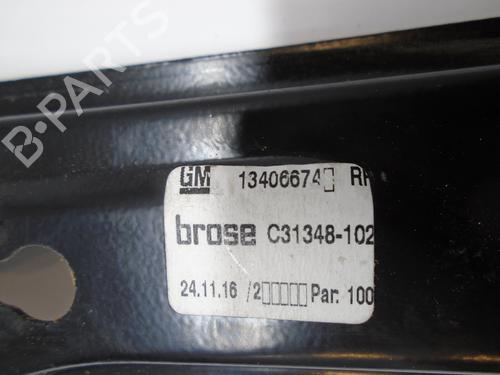 B-PARTS
GM 13406674
brose C31348-102
24.11.16 /2 Par. 100